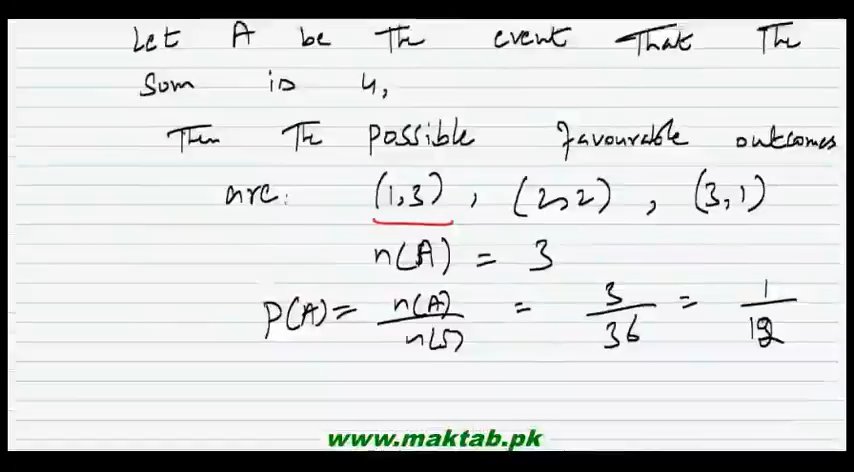 Let A be The event That The
Sum is 4,
Then The possible favourable outcomes
are: (1,3) , (2,2) , (3,1)
n(A) = 3
P(A) = n(A)/n(S) = 3/36 = 1/12
www.maktab.pk